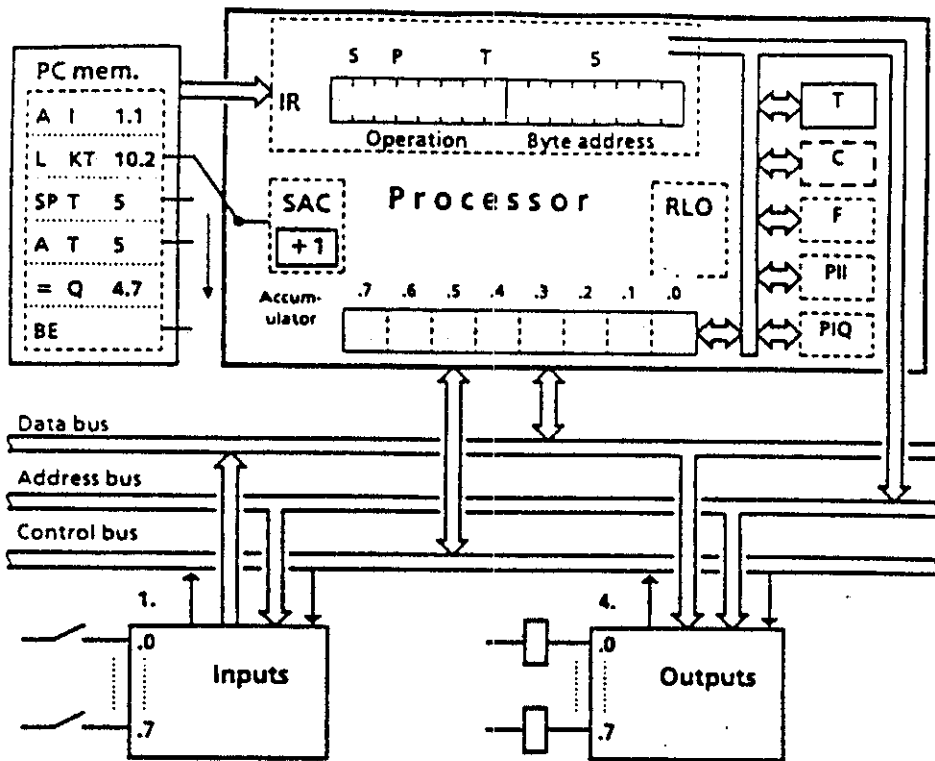 PC mem.
A I 1.1
L KT 10.2
SP T 5
A T 5
= Q 4.7
BE
S P T 5
IR
Operation Byte address
Processor
SAC
+1
RLO
Accum-
ulator
.7 .6 .5 .4 .3 .2 .1 .0
T
C
F
PII
PIQ
Data bus
Address bus
Control bus
1.
.0
Inputs
.7
4.
.0
Outputs
.7